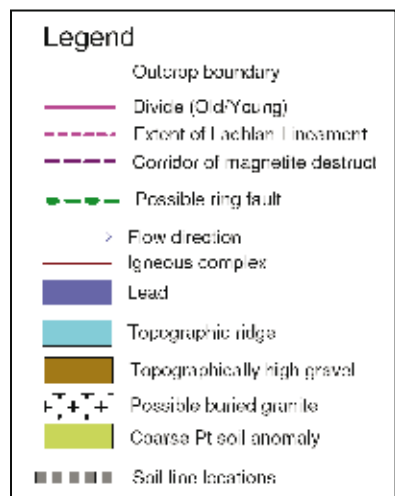 Legend
Outcrop boundary
Divide (Old/Young)
Extent of Lachlan Lineament
Corridor of magnetite destruct
Possible ring fault
Flow direction
Igneous complex
Lead
Topographic ridge
Topographically high gravel
Possible buried granite
Coarse Pt soil anomaly
Soil line locations